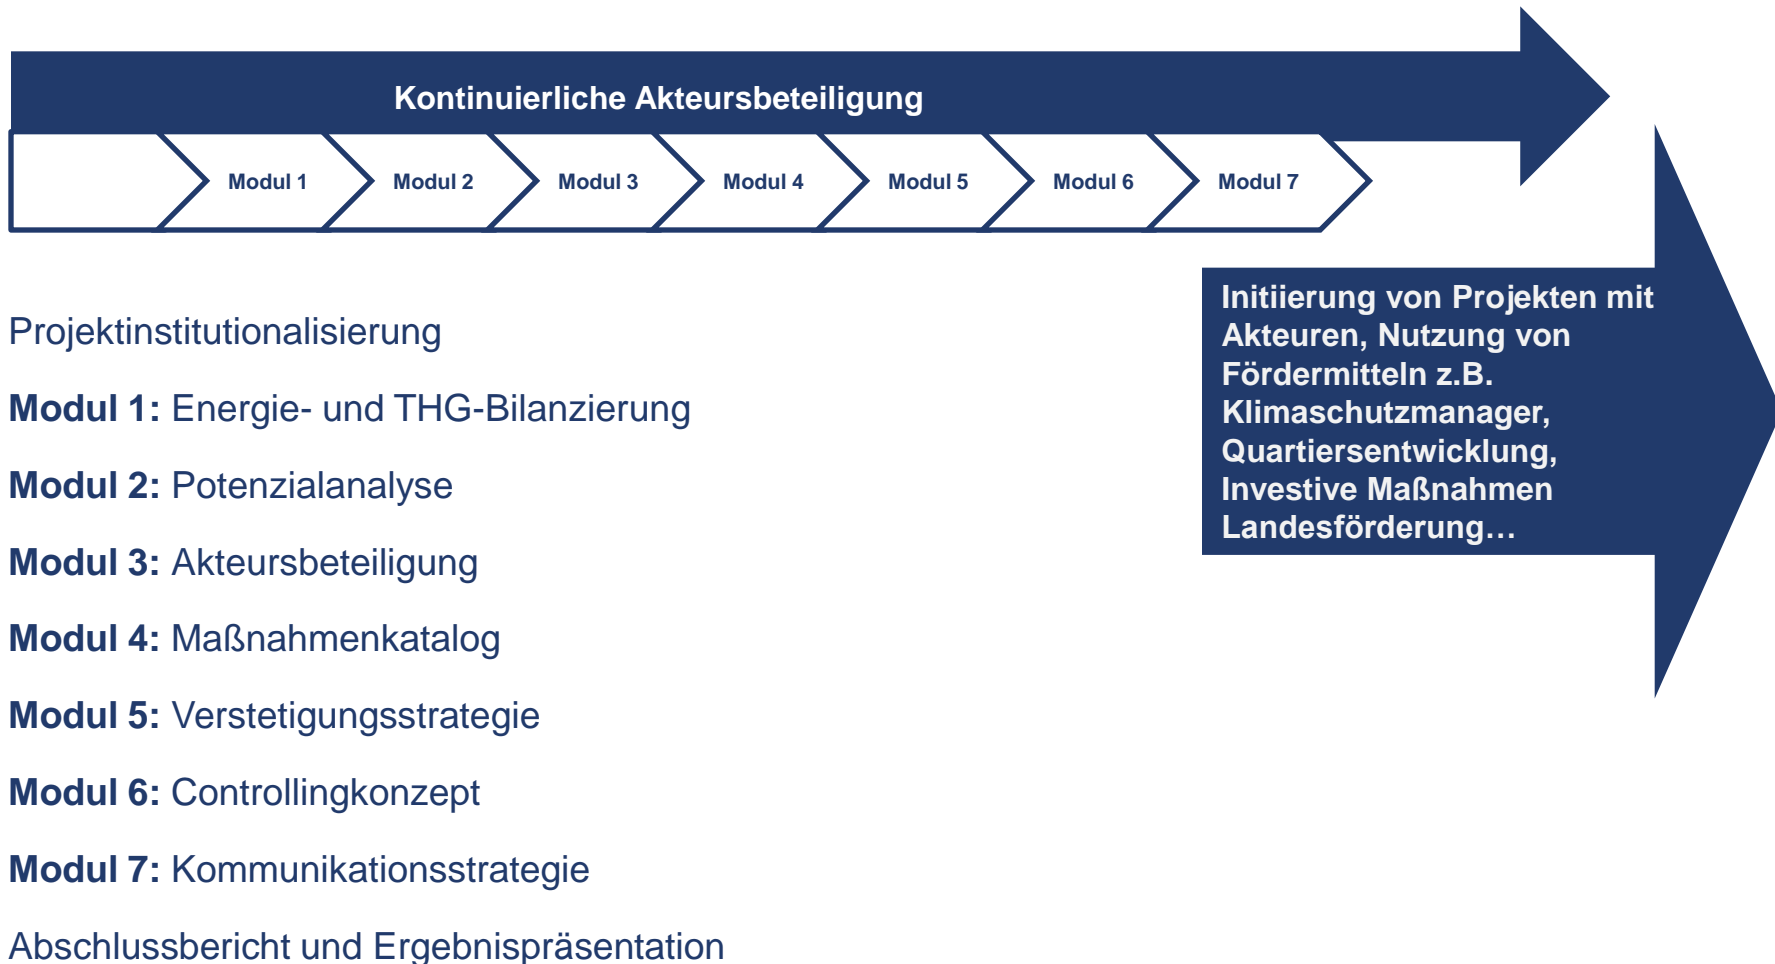 Kontinuierliche Akteursbeteiligung
Modul 1
Modul 2
Modul 3
Modul 4
Modul 5
Modul 6
Modul 7
Projektinstitutionalisierung
Modul 1: Energie- und THG-Bilanzierung
Modul 2: Potenzialanalyse
Modul 3: Akteursbeteiligung
Modul 4: Maßnahmenkatalog
Modul 5: Verstetigungsstrategie
Modul 6: Controllingkonzept
Modul 7: Kommunikationsstrategie
Abschlussbericht und Ergebnispräsentation
Initiierung von Projekten mit
Akteuren, Nutzung von
Fördermitteln z.B.
Klimaschutzmanager,
Quartiersentwicklung,
Investive Maßnahmen
Landesförderung…